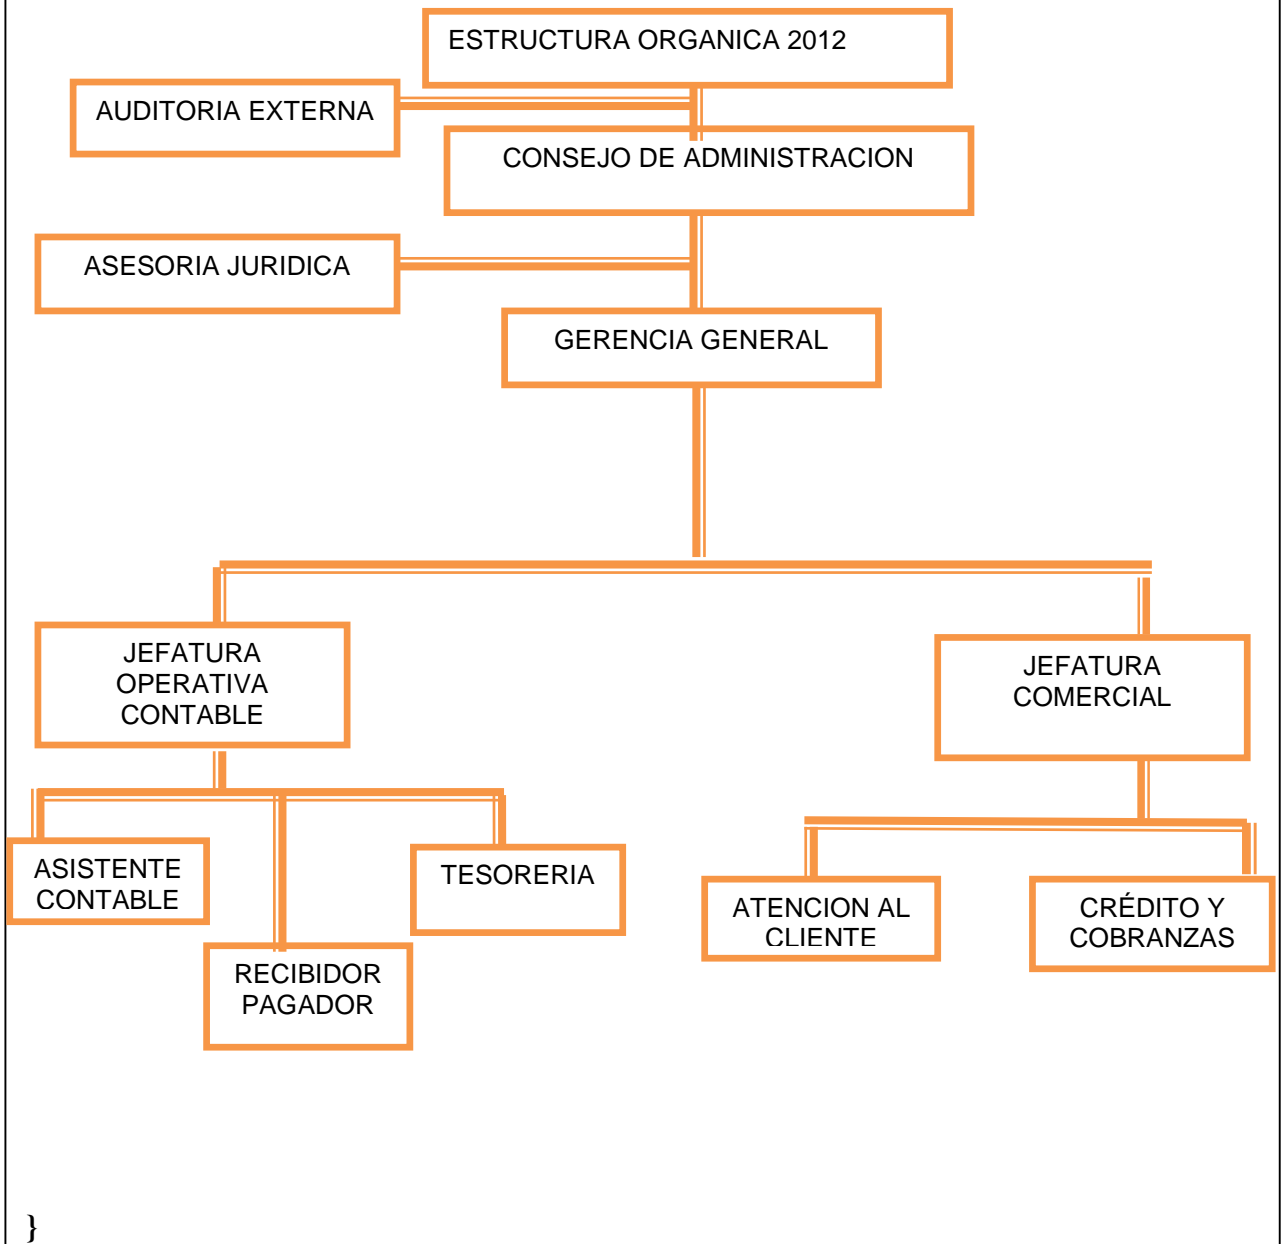 ESTRUCTURA ORGANICA 2012
AUDITORIA EXTERNA
CONSEJO DE ADMINISTRACION
ASESORIA JURIDICA
GERENCIA GENERAL
JEFATURA
OPERATIVA
CONTABLE
JEFATURA
COMERCIAL
ASISTENTE
CONTABLE
RECIBIDOR
PAGADOR
TESORERIA
ATENCION AL
CLIENTE
CRÉDITO Y
COBRANZAS
}